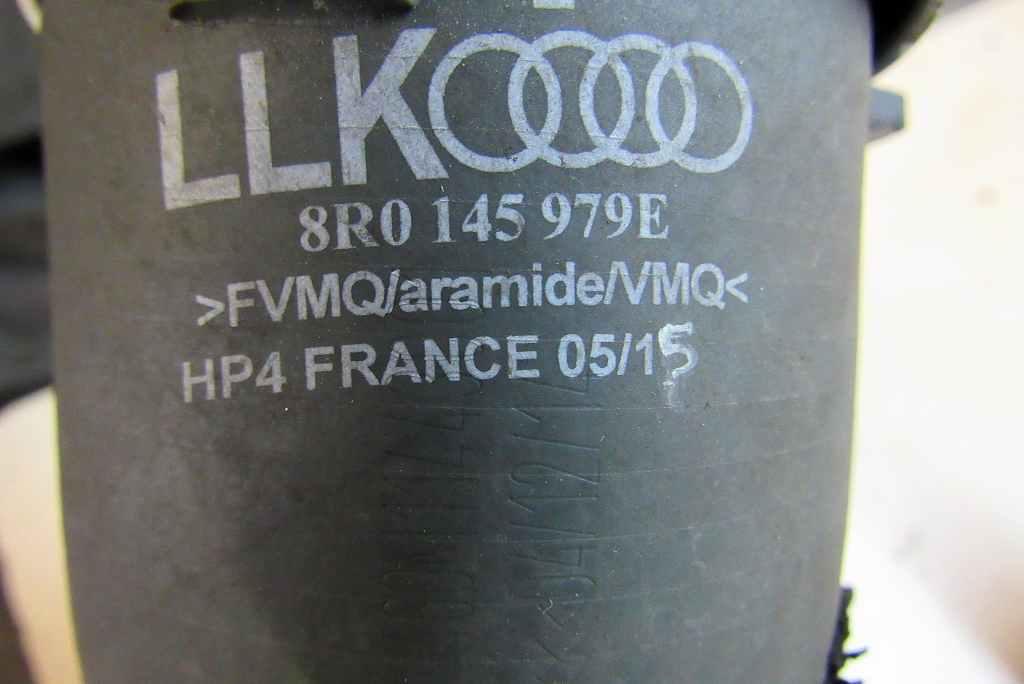 LLK
8R0 145 979E
>FVMQ/aramide/VMQ<
HP4 FRANCE 05/15